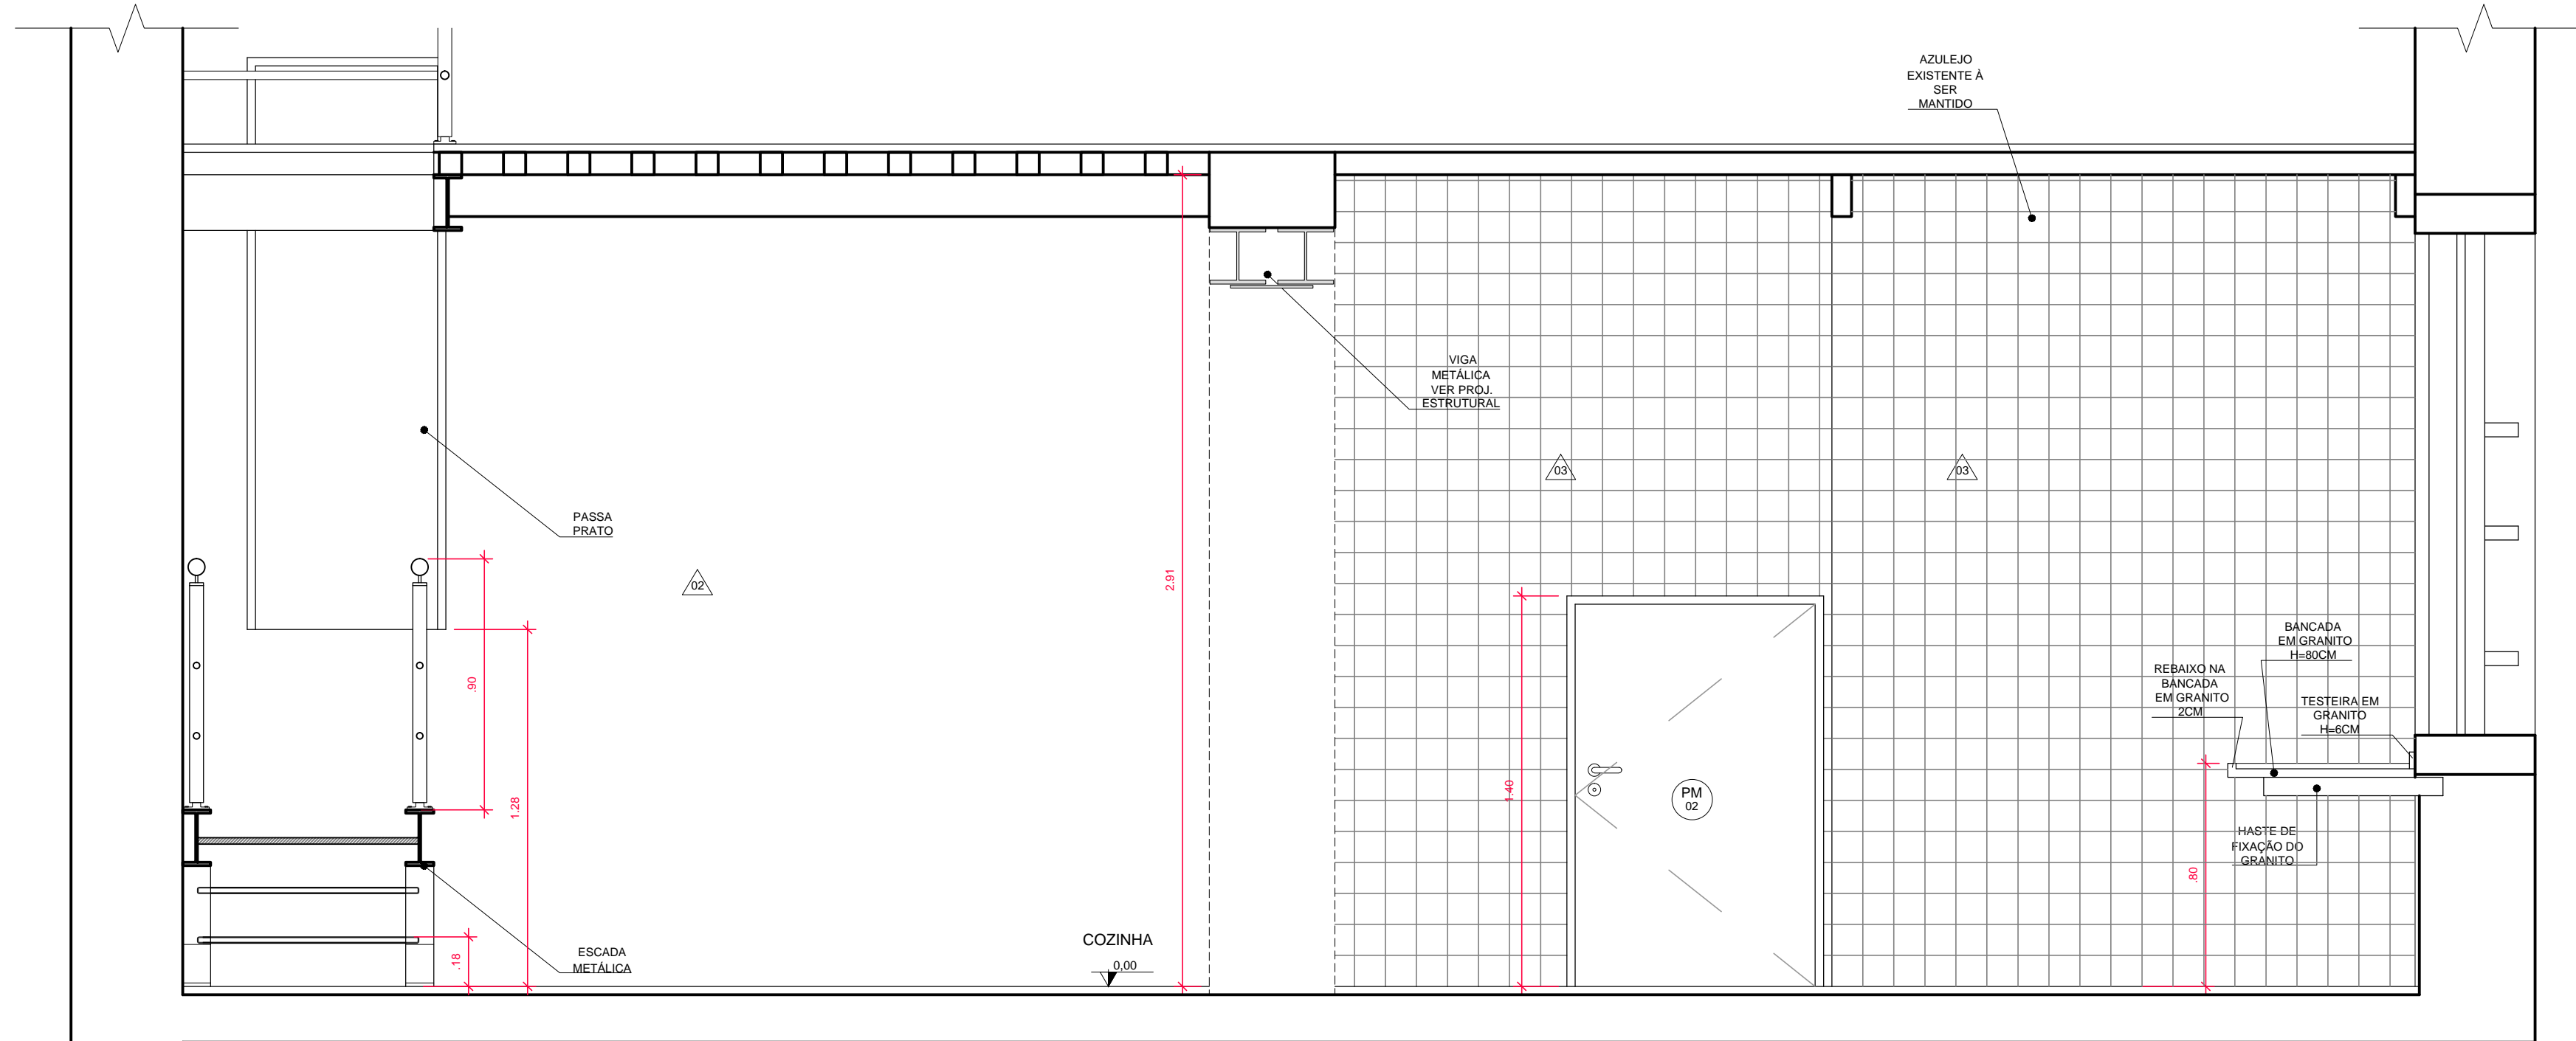 AZULEJO
EXISTENTE À
SER
MANTIDO
VIGA
METÁLICA
VER PROJ.
ESTRUTURAL
03
03
PASSA
PRATO
02
2.91
.90
1.28
1.40
BANCADA
EM GRANITO
H=80CM
REBAIXO NA
BANCADA
EM GRANITO
2CM
TESTEIRA EM
GRANITO
H=6CM
PM
02
HASTE DE
FIXAÇÃO DO
GRANITO
.80
COZINHA
0,00
ESCADA
METÁLICA
.18